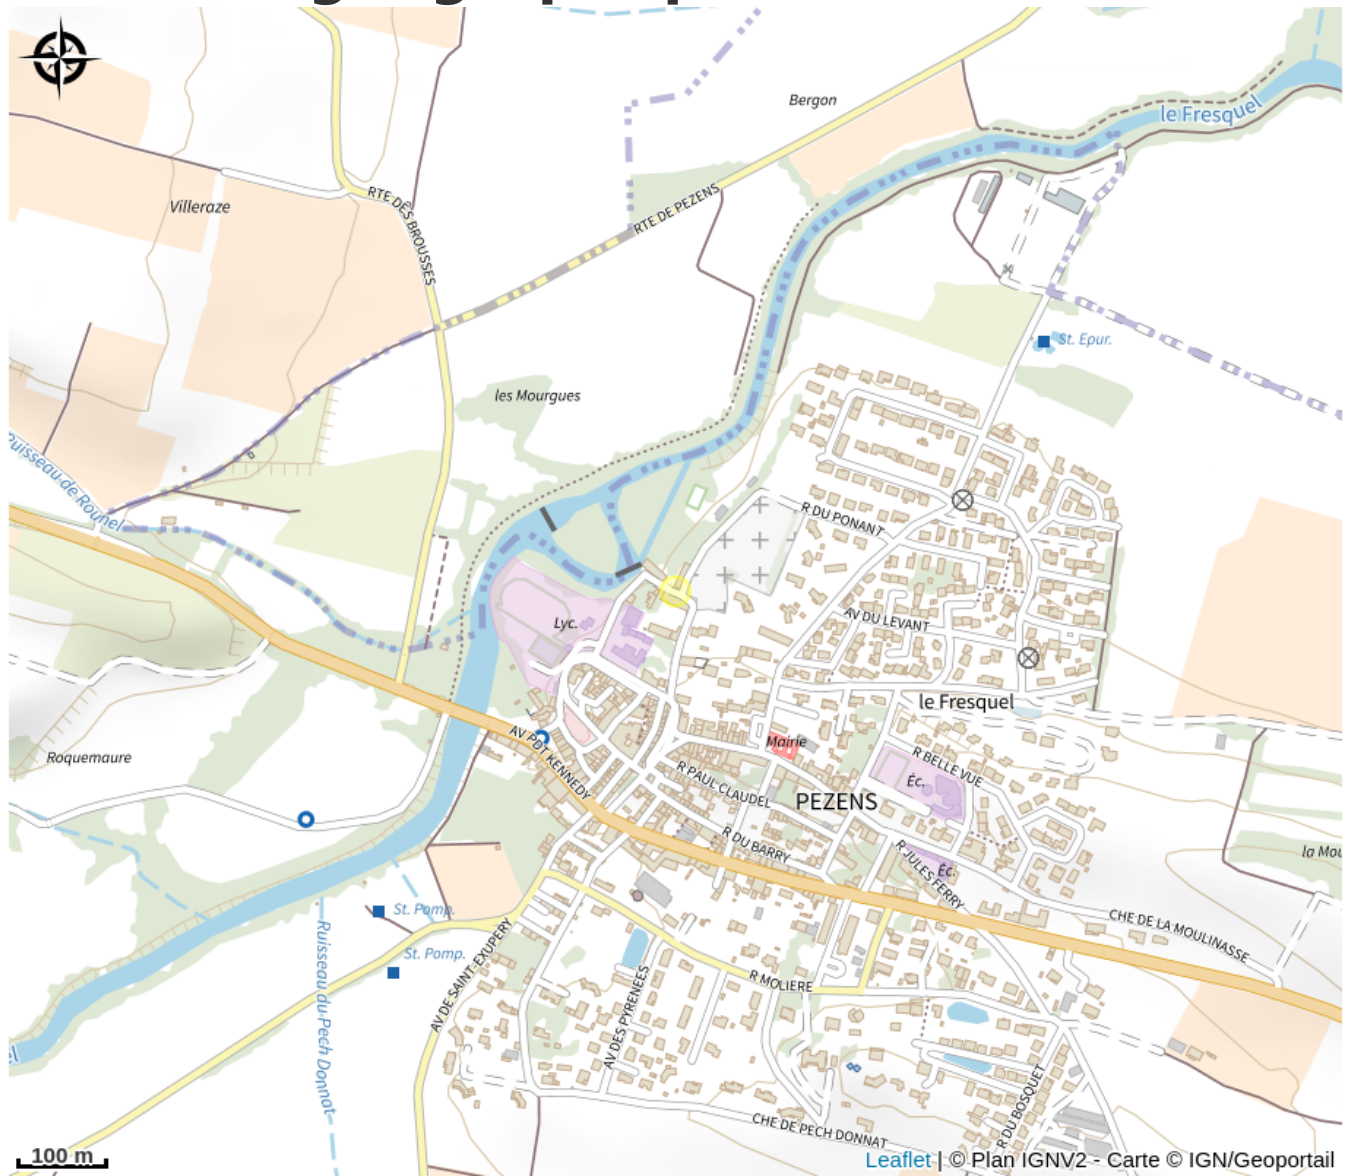 Bergon
le Fresquel
Villeraze
RTE DES BROUSSES
RTE DE PEZENS
St. Epur.
les Mourgues
Ruisseau de Rounel
R DU PONANT
Lyc.
AV DU LEVANT
le Fresquel
AV PDT KENNEDY
Mairie
Roquemaure
R BELLE VUE
Éc.
R PAUL CLAUDEL
PEZENS
R DU BARRY
R JULES FERRY
Éc.
la Mou
St. Pomp.
CHE DE LA MOULINASSE
St. Pomp.
AV DE SAINT-EXUPERY
Ruisseau du Pech Donnat
R MOLIERE
AV DES PYRENEES
el
R DU BOSQUET
CHE DE PECH DONNAT
100 m
Leaflet | © Plan IGNV2 - Carte © IGN/Geoportail